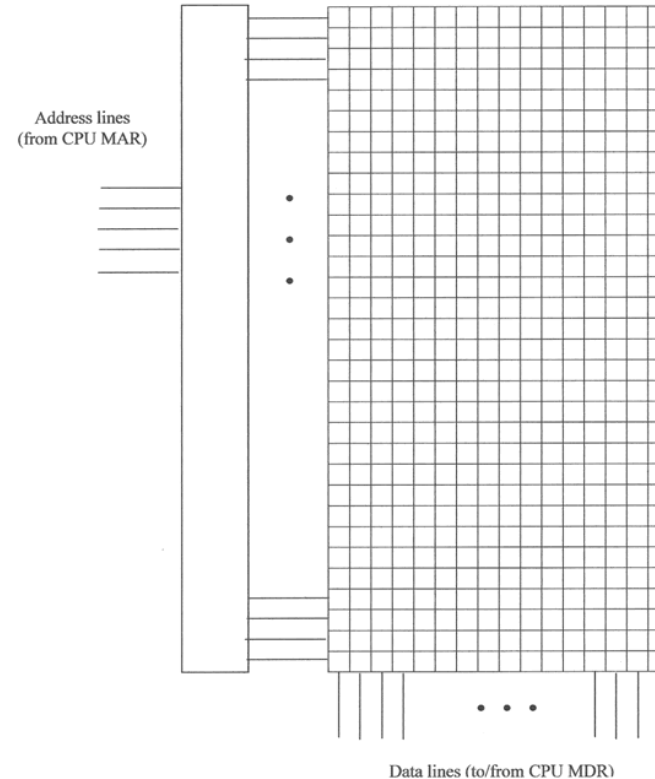 Address lines
(from CPU MAR)
Data lines (to/from CPU MDR)